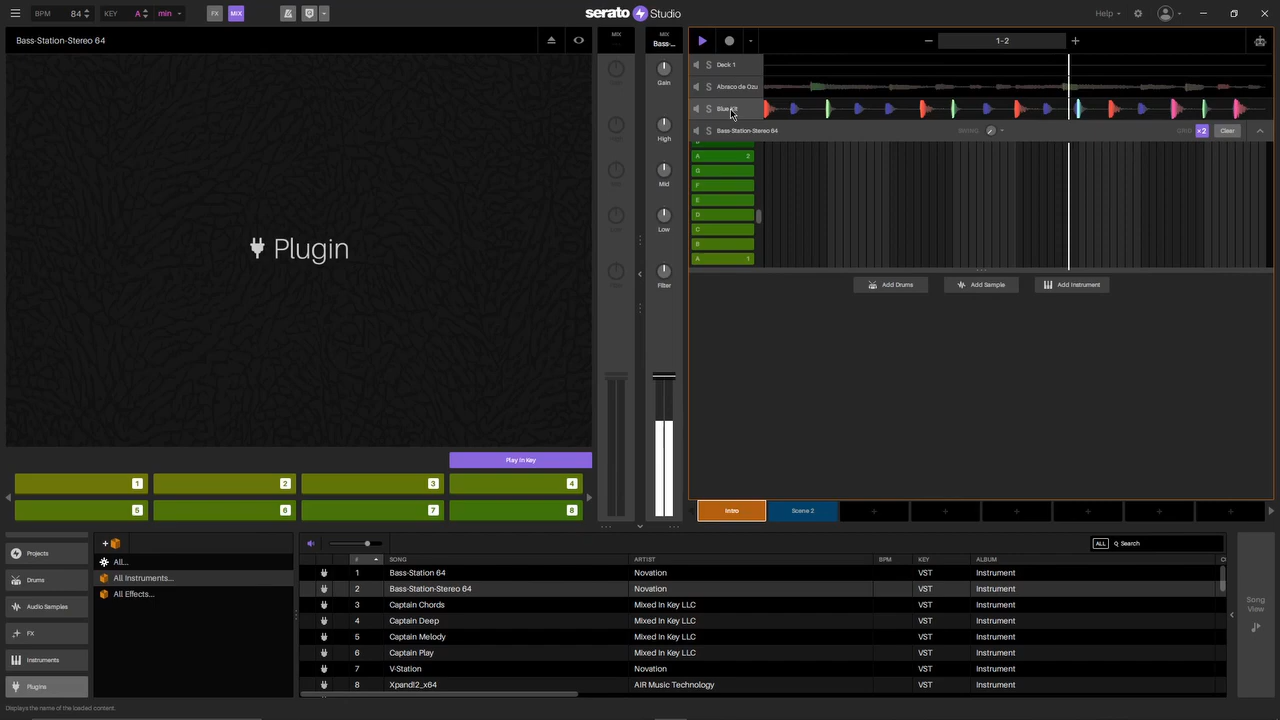 BPM 84 KEY A min FX MIX serato Studio Help
Bass-Station-Stereo 64 MIX MIX 1-2
Bass-...
Gain
High
Mid
Low
Filter
Deck 1
Abraco de Ozu
Blue Kit
Bass-Station-Stereo 64 SWING GRID x2 Clear
A 2
G
F
E
D
C
B
A 1
Plugin
Add Drums Add Sample Add Instrument
Play In Key
1 2 3 4
5 6 7 8
Intro Scene 2 + + + + + +
Projects
Drums
Audio Samples
FX
Instruments
Plugins
+
All...
All Instruments...
All Effects...
ALL Search
# SONG ARTIST BPM KEY ALBUM
1 Bass-Station 64 Novation VST Instrument
2 Bass-Station-Stereo 64 Novation VST Instrument
3 Captain Chords Mixed In Key LLC VST Instrument
4 Captain Deep Mixed In Key LLC VST Instrument
5 Captain Melody Mixed In Key LLC VST Instrument
6 Captain Play Mixed In Key LLC VST Instrument
7 V-Station Novation VST Instrument
8 Xpand!2_x64 AIR Music Technology VST Instrument
Song
View
Displays the name of the loaded content.